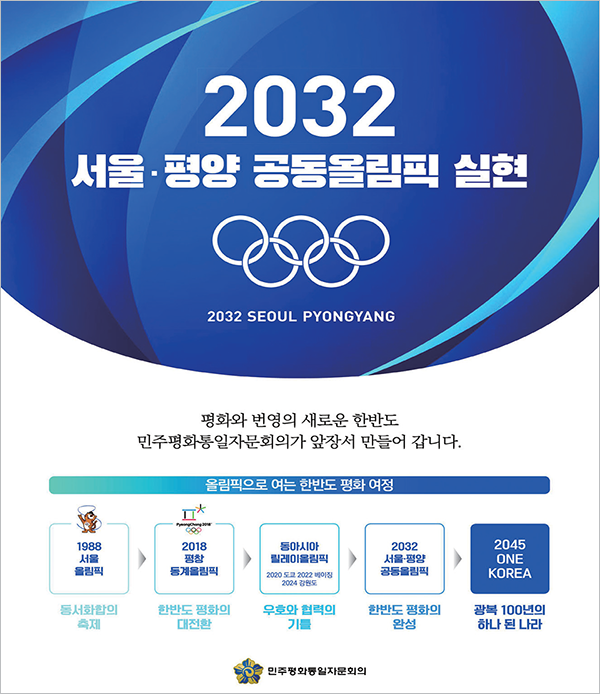 2032
서울·평양 공동올림픽 실현
2032 SEOUL PYONGYANG
평화와 번영의 새로운 한반도
민주평화통일자문회의가 앞장서 만들어 갑니다.
올림픽으로 여는 한반도 평화 여정
1988
서울
올림픽
동서화합의
축제
PyeongChang 2018
2018
평창
동계올림픽
한반도 평화의
대전환
동아시아
릴레이올림픽
2020 도쿄 2022 베이징
2024 강원도
우호와 협력의
기틀
2032
서울·평양
공동올림픽
한반도 평화의
완성
2045
ONE
KOREA
광복 100년의
하나 된 나라
민주평화통일자문회의